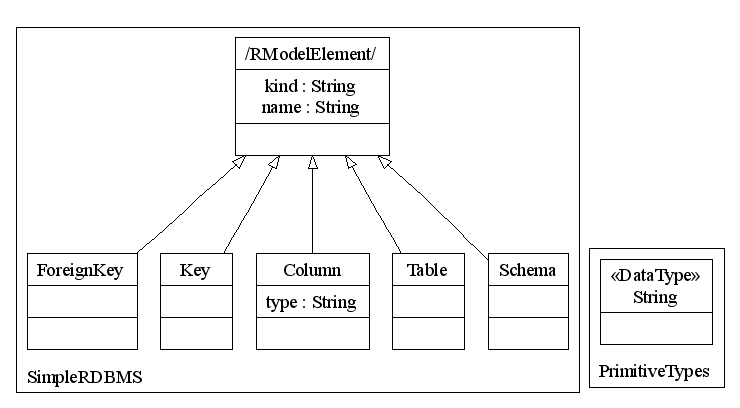 /RModelElement/
kind : String
name : String
ForeignKey
Key
Column
Table
Schema
type : String
SimpleRDBMS
«DataType»
String
PrimitiveTypes